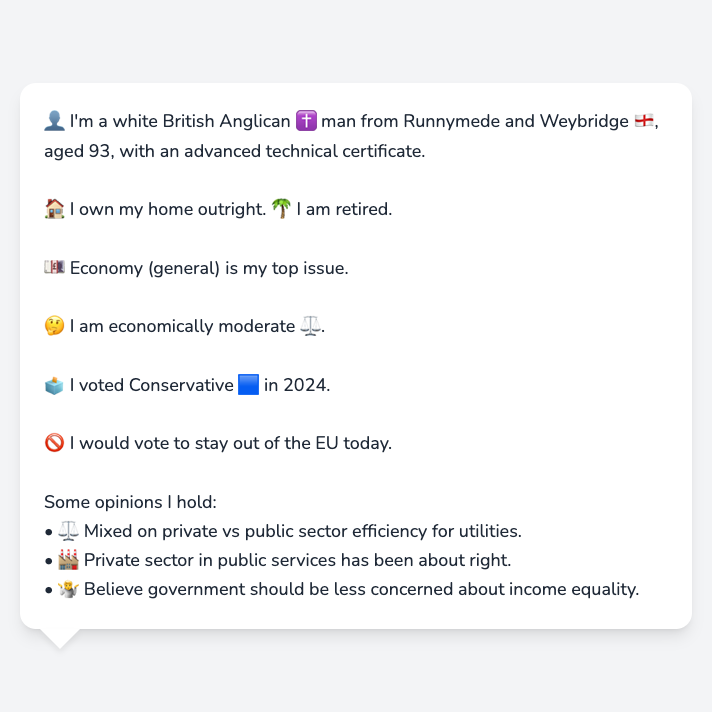 👤 I'm a white British Anglican ✝️ man from Runnymede and Weybridge 🏴󠁧󠁢󠁥󠁮󠁧󠁿,
aged 93, with an advanced technical certificate.
🏠 I own my home outright. 🌴 I am retired.
💷 Economy (general) is my top issue.
🤔 I am economically moderate ⚖️.
🗳️ I voted Conservative 🟦 in 2024.
🚫 I would vote to stay out of the EU today.
Some opinions I hold:
• ⚖️ Mixed on private vs public sector efficiency for utilities.
• 🏭 Private sector in public services has been about right.
• 🤷‍♂️ Believe government should be less concerned about income equality.